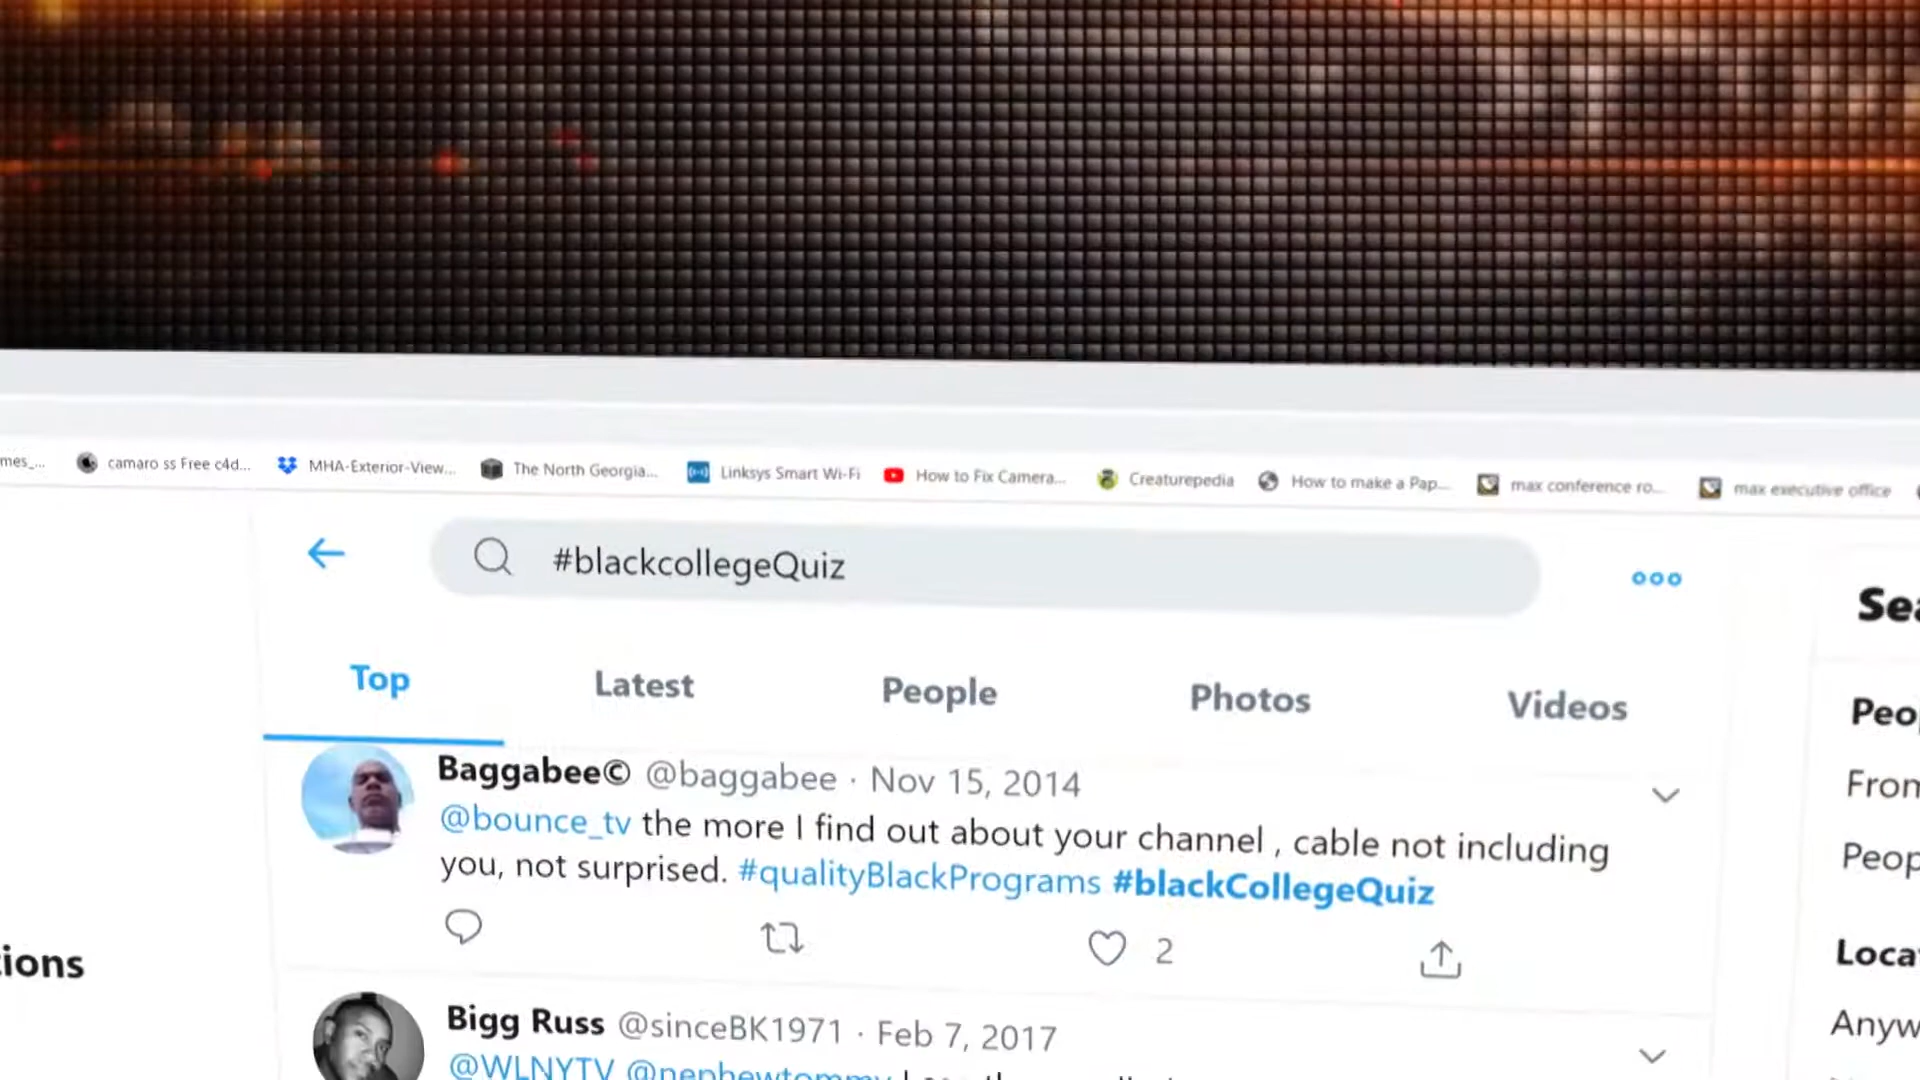 mes_...
camaro ss Free c4d...
MHA-Exterior-View...
The North Georgia...
Linksys Smart Wi-Fi
How to Fix Camera...
Creaturepedia
How to make a Pap...
max conference ro...
max executive office
#blackcollegeQuiz
Top
Latest
People
Photos
Videos
Baggabee© @baggabee · Nov 15, 2014
@bounce_tv the more I find out about your channel , cable not including
you, not surprised. #qualityBlackPrograms #blackCollegeQuiz
2
Bigg Russ @sinceBK1971 · Feb 7, 2017
@WLNYTV @nephewtommy
ions
Sea
Peo
From
Peop
Loca
Anyw